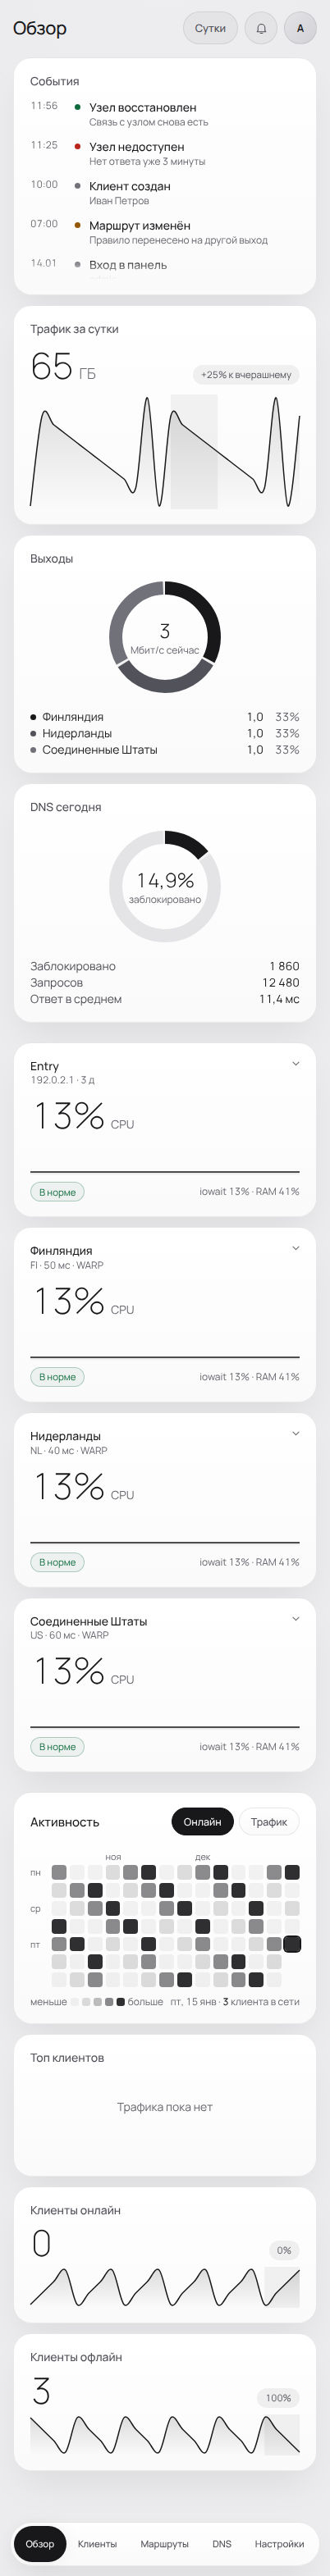 Обзор
Сутки
A
События
11:56 Узел восстановлен
Связь с узлом снова есть
11:25 Узел недоступен
Нет ответа уже 3 минуты
10:00 Клиент создан
Иван Петров
07:00 Маршрут изменён
Правило перенесено на другой выход
14.01 Вход в панель
Трафик за сутки
65 ГБ
+25% к вчерашнему
Выходы
3
Мбит/с сейчас
Финляндия 1,0 33%
Нидерланды 1,0 33%
Соединенные Штаты 1,0 33%
DNS сегодня
14,9%
заблокировано
Заблокировано 1 860
Запросов 12 480
Ответ в среднем 11,4 мс
Entry
192.0.2.1 · 3 д
13% CPU
В норме iowait 13% · RAM 41%
Финляндия
FI · 50 мс · WARP
13% CPU
В норме iowait 13% · RAM 41%
Нидерланды
NL · 40 мс · WARP
13% CPU
В норме iowait 13% · RAM 41%
Соединенные Штаты
US · 60 мс · WARP
13% CPU
В норме iowait 13% · RAM 41%
Активность
Онлайн Трафик
ноя дек
пн
ср
пт
меньше больше пт, 15 янв · 3 клиента в сети
Топ клиентов
Трафика пока нет
Клиенты онлайн
0
0%
Клиенты офлайн
3
100%
Обзор Клиенты Маршруты DNS Настройки